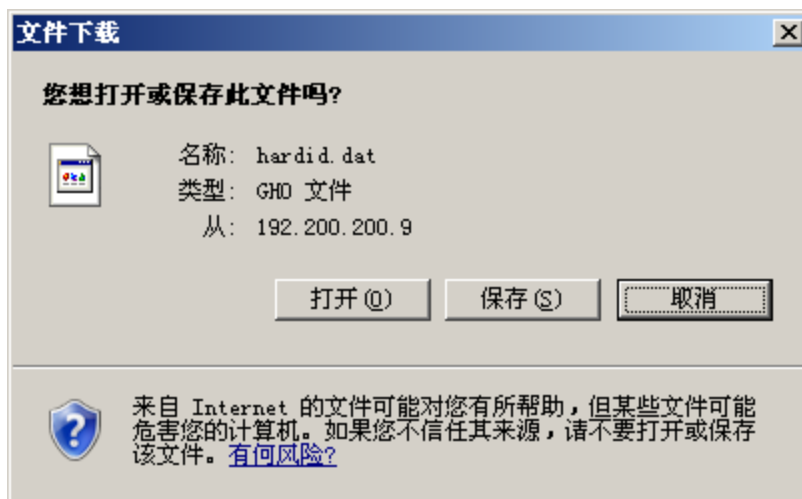 文件下载
您想打开或保存此文件吗?
名称: hardid.dat
类型: GHO 文件
从: 192.200.200.9
打开(O) 保存(S) 取消
来自 Internet 的文件可能对您有所帮助,但某些文件可能
危害您的计算机。如果您不信任其来源,请不要打开或保存
该文件。有何风险?